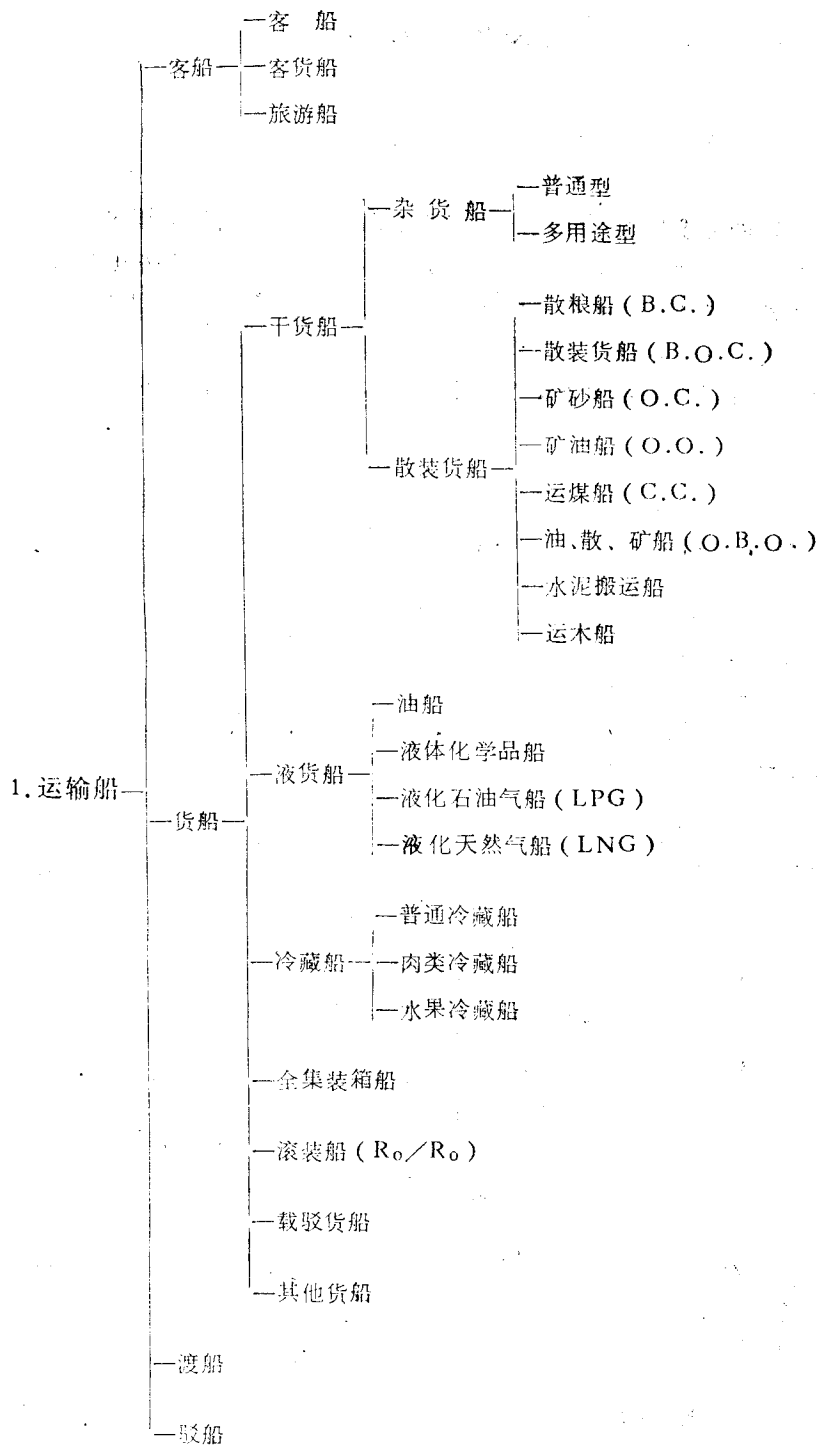 客 船
客船
客货船
旅游船
杂 货 船
普通型
多用途型
干货船
散粮船(B.C.)
散装货船(B.O.C.)
矿砂船(O.C.)
矿油船(O.O.)
散装货船
运煤船(C.C.)
油、散、矿船(O.B.O.)
水泥搬运船
运木船
油船
液体化学品船
液货船
液化石油气船(LPG)
液化天然气船(LNG)
1.运输船
货船
普通冷藏船
冷藏船
肉类冷藏船
水果冷藏船
全集装箱船
滚装船(Ro/Ro)
载驳货船
其他货船
渡船
驳船